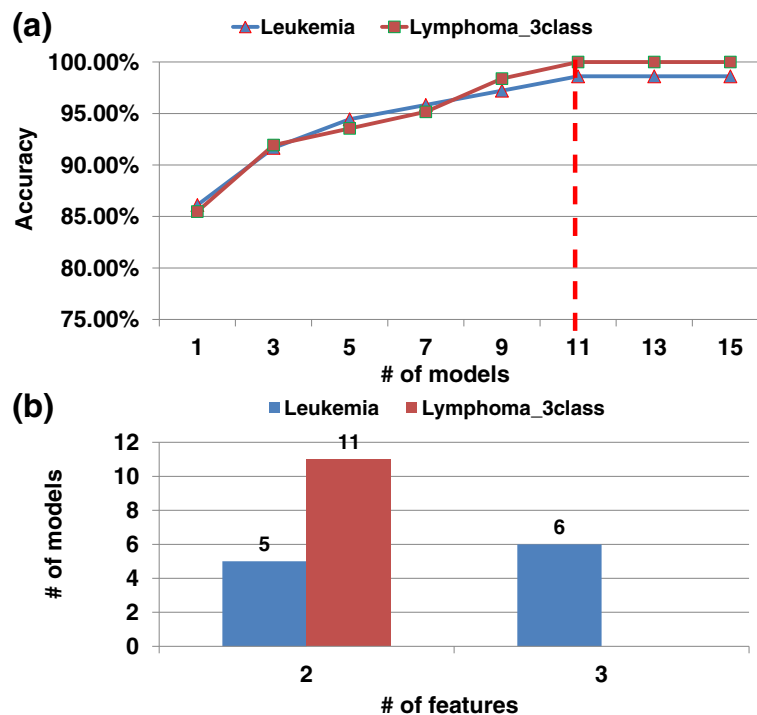 (a)
Leukemia Lymphoma_3class
100.00%
95.00%
90.00%
85.00%
80.00%
75.00%
Accuracy
1 3 5 7 9 11 13 15
# of models
(b)
Leukemia Lymphoma_3class
12
10
8
6
4
2
0
# of models
5 11 6
2 3
# of features